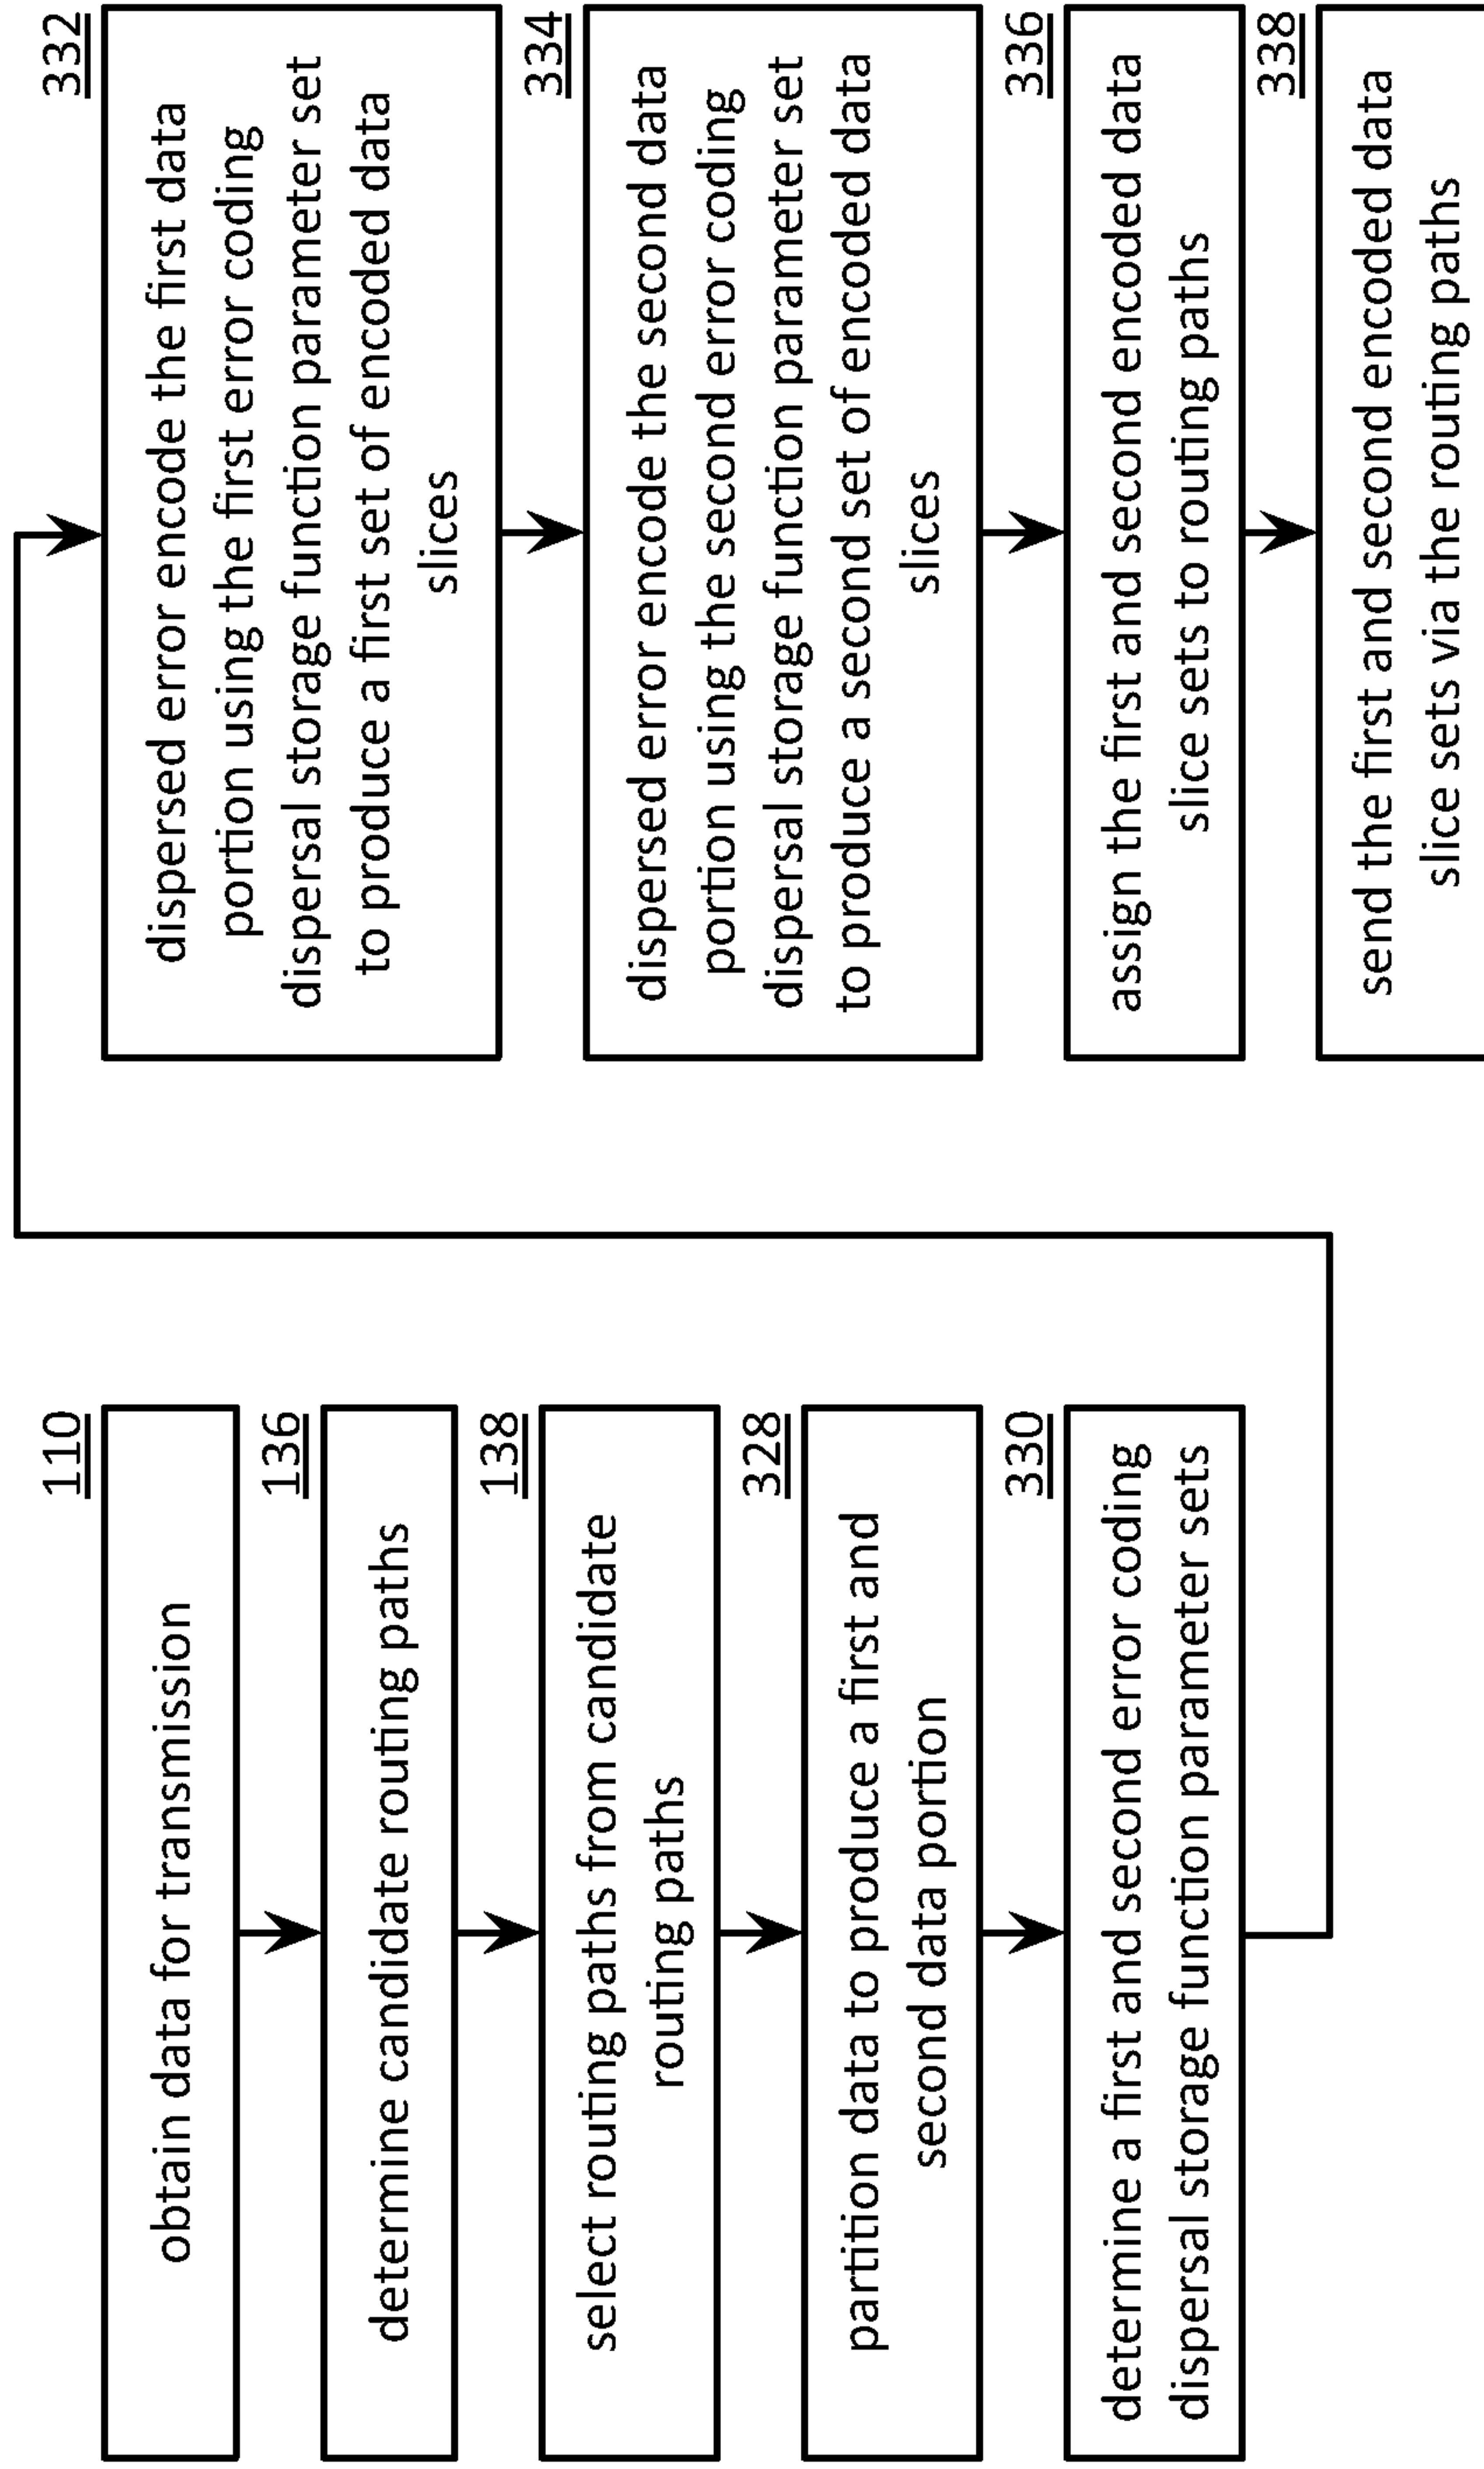 110
obtain data for transmission
136
determine candidate routing paths
138
select routing paths from candidate
routing paths
328
partition data to produce a first and
second data portion
330
determine a first and second error coding
dispersal storage function parameter sets
332
dispersed error encode the first data
portion using the first error coding
dispersal storage function parameter set
to produce a first set of encoded data
slices
334
dispersed error encode the second data
portion using the second error coding
dispersal storage function parameter set
to produce a second set of encoded data
slices
336
assign the first and second encoded data
slice sets to routing paths
338
send the first and second encoded data
slice sets via the routing paths